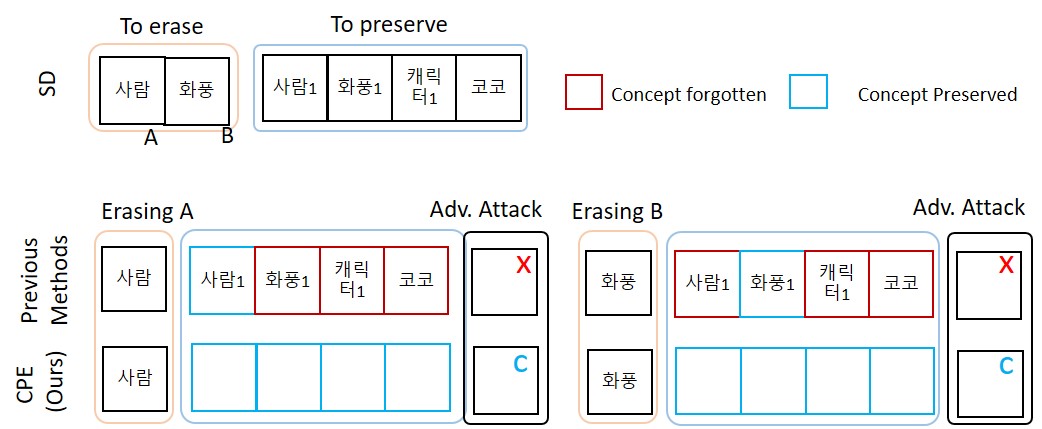 To erase
To preserve
SD
사람
화풍
사람1
화풍1
캐릭
터1
코코
A
B
Concept forgotten
Concept Preserved
Erasing A
Adv. Attack
Erasing B
Adv. Attack
Previous
Methods
사람
사람1
화풍1
캐릭
터1
코코
X
화풍
사람1
화풍1
캐릭
터1
코코
X
CPE
(Ours)
사람
C
화풍
C